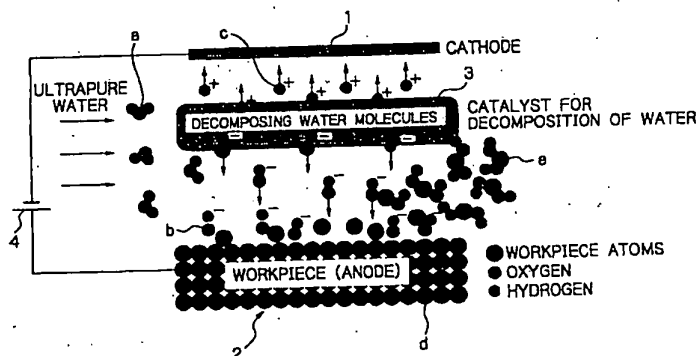 1
c
CATHODE
a
3
ULTRAPURE
WATER
DECOMPOSING WATER MOLECULES
CATALYST FOR
DECOMPOSITION OF WATER
e
b
4
WORKPIECE (ANODE)
WORKPIECE ATOMS
OXYGEN
HYDROGEN
2
d